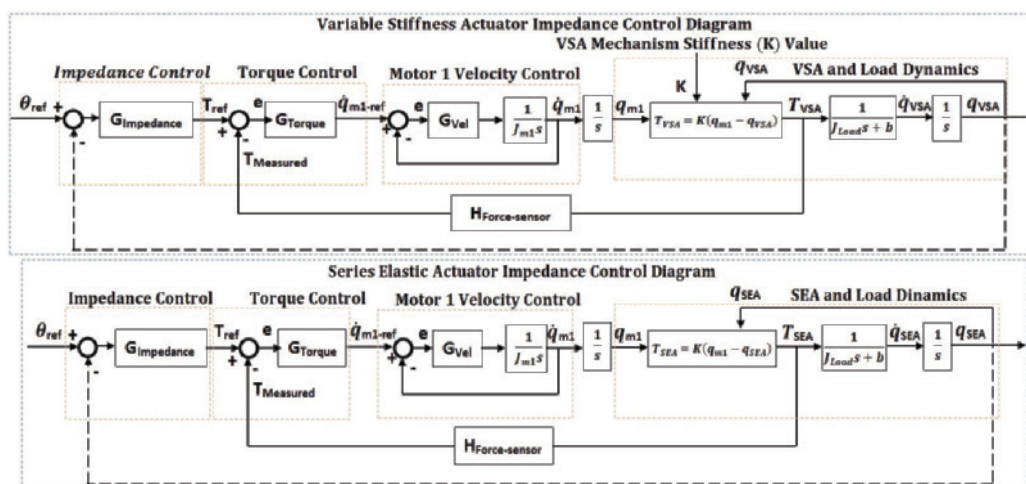 Variable Stiffness Actuator Impedance Control Diagram
VSA Mechanism Stiffness (K) Value
Impedance Control
Torque Control
Motor 1 Velocity Control
VSA and Load Dynamics
θref
+
-
GImpedance
Tref
+
-
e
GTorque
q̇m1-ref
+
-
e
GVel
1
Jm1s
q̇m1
1
s
qm1
K
qVSA
TVSA = K(qm1 − qVSA)
TVSA
1
JLoads + b
q̇VSA
1
s
qVSA
TMeasured
HForce-sensor
Series Elastic Actuator Impedance Control Diagram
Impedance Control
Torque Control
Motor 1 Velocity Control
SEA and Load Dinamics
θref
+
-
GImpedance
Tref
+
-
e
GTorque
q̇m1-ref
+
-
e
GVel
1
Jm1s
q̇m1
1
s
qm1
qSEA
TSEA = K(qm1 − qSEA)
TSEA
1
JLoads + b
q̇SEA
1
s
qSEA
TMeasured
HForce-sensor